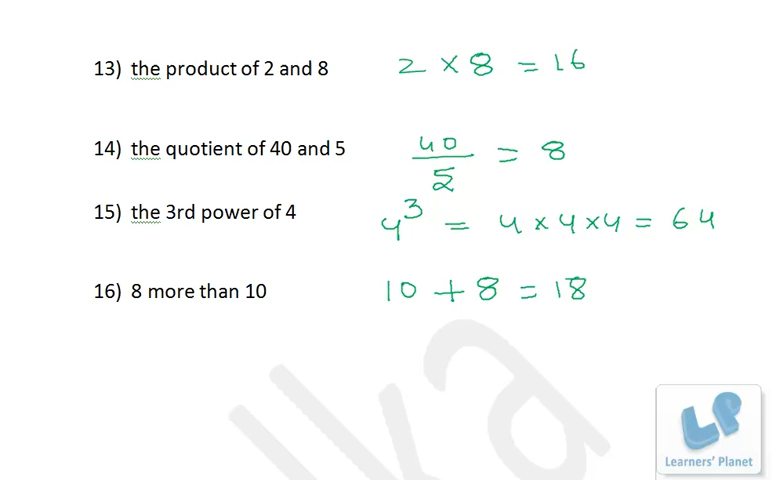 13) the product of 2 and 8 2 × 8 = 16
14) the quotient of 40 and 5 40/5 = 8
15) the 3rd power of 4 4³ = 4 × 4 × 4 = 64
16) 8 more than 10 10 + 8 = 18
LP
Learners' Planet